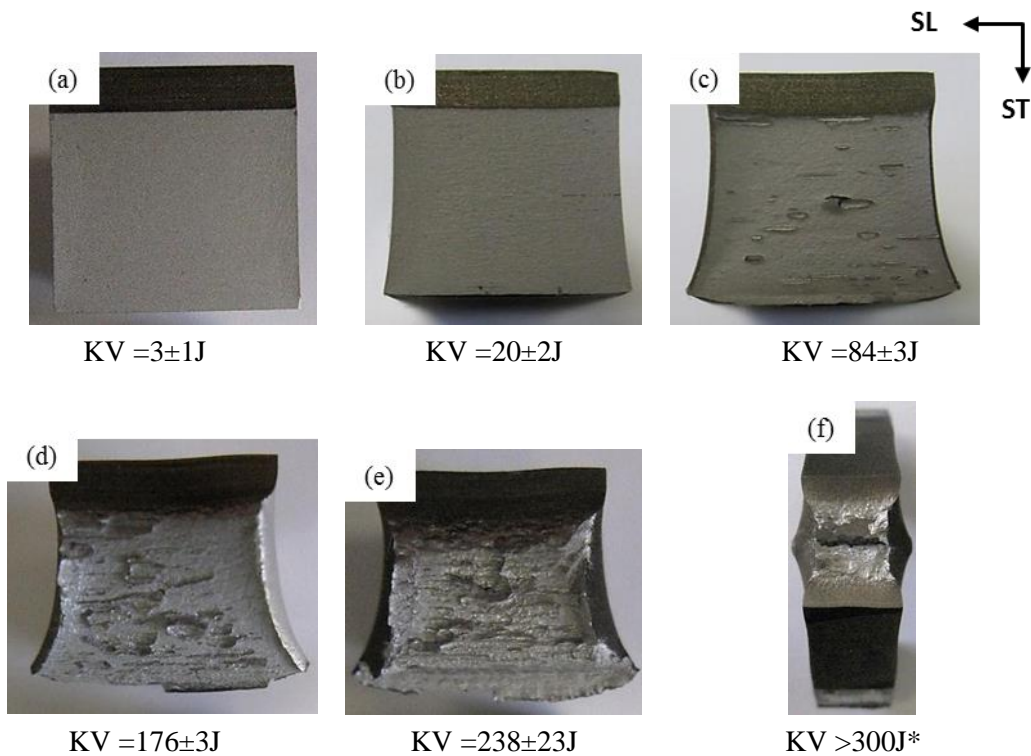 SL
ST
(a)
(b)
(c)
KV =3±1J
KV =20±2J
KV =84±3J
(d)
(e)
(f)
KV =176±3J
KV =238±23J
KV >300J*